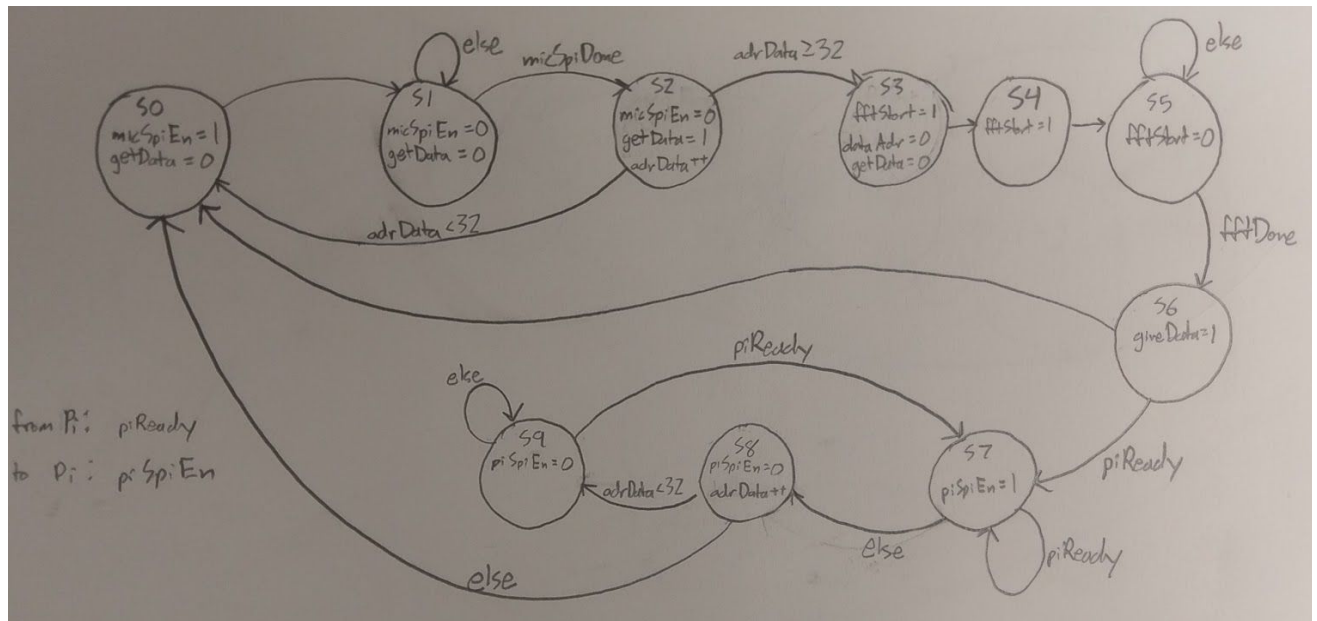 else
micSpiDone
adrData≥32
else
S0
micSpiEn=1
getData=0
S1
micSpiEn=0
getData=0
S2
micSpiEn=0
getData=1
adrData++
S3
fftStart=1
dataAdr=0
getData=0
S4
fftStart=1
S5
fftStart=0
adrData<32
fftDone
S6
giveData=1
piReady
else
from Pi: piReady
to Pi: piSpiEn
S9
piSpiEn=0
adrData<32
S8
piSpiEn=0
adrData++
S7
piSpiEn=1
piReady
else
piReady
else